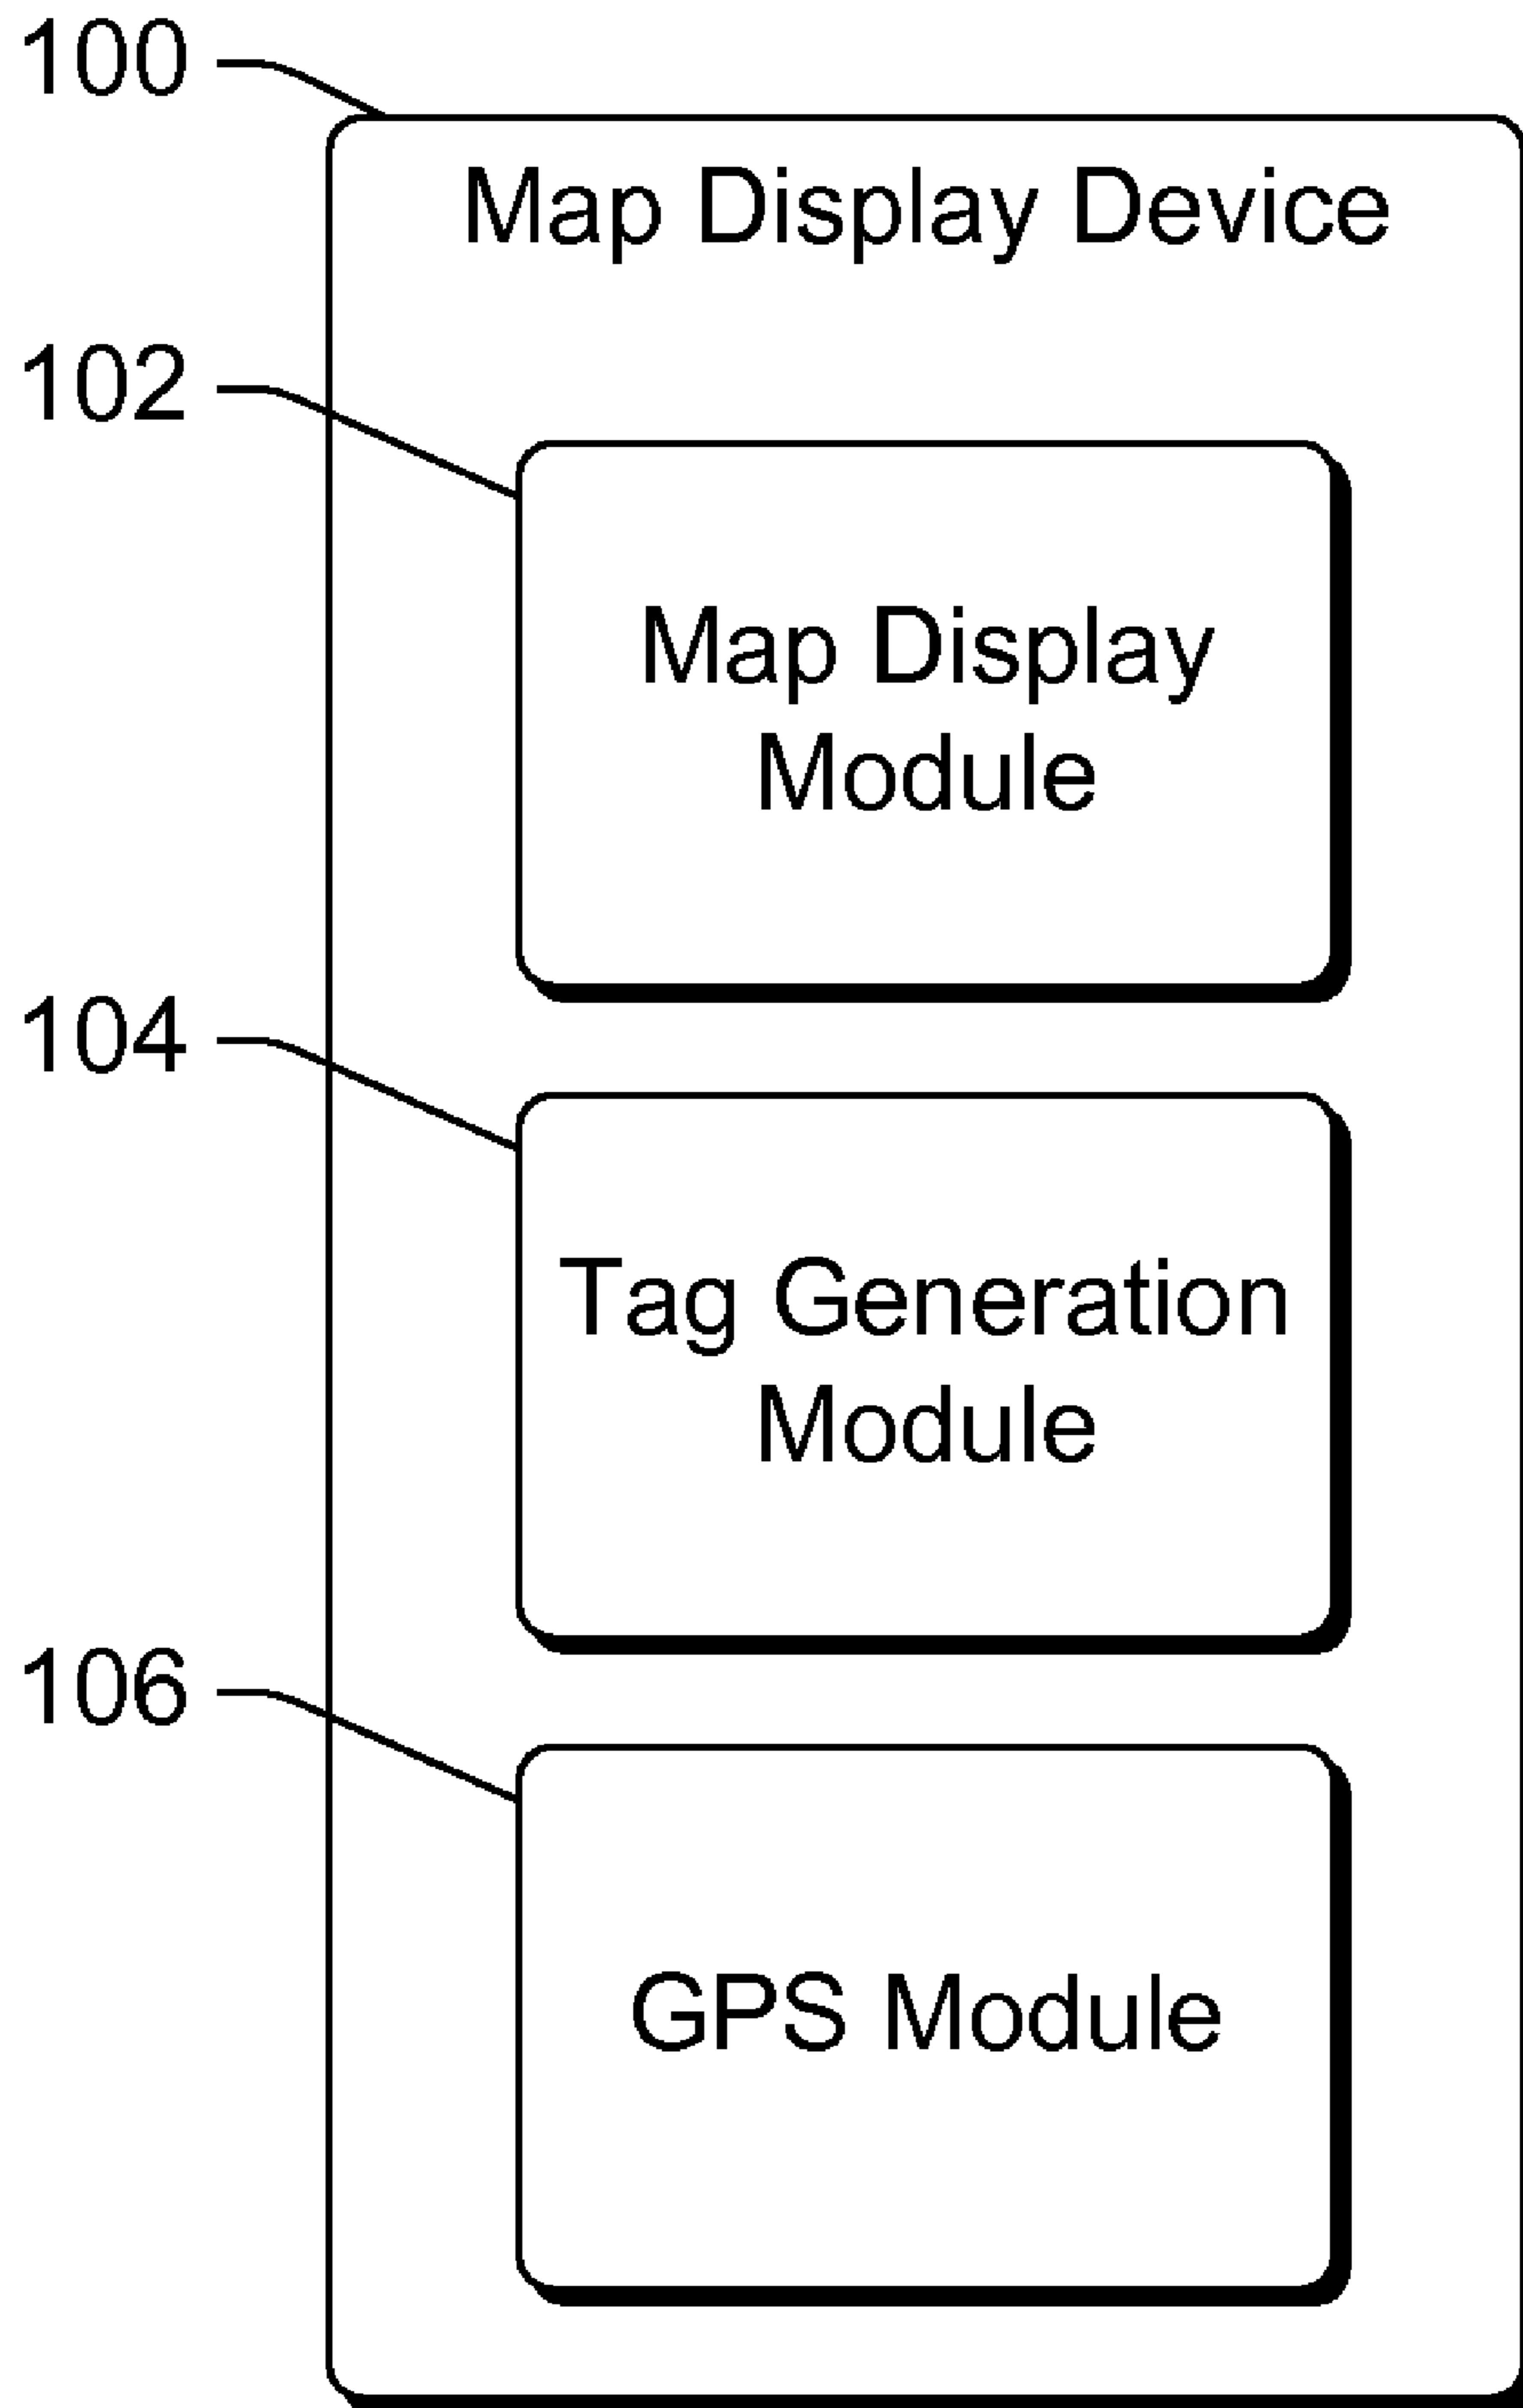 100
Map Display Device
102
Map Display
Module
104
Tag Generation
Module
106
GPS Module